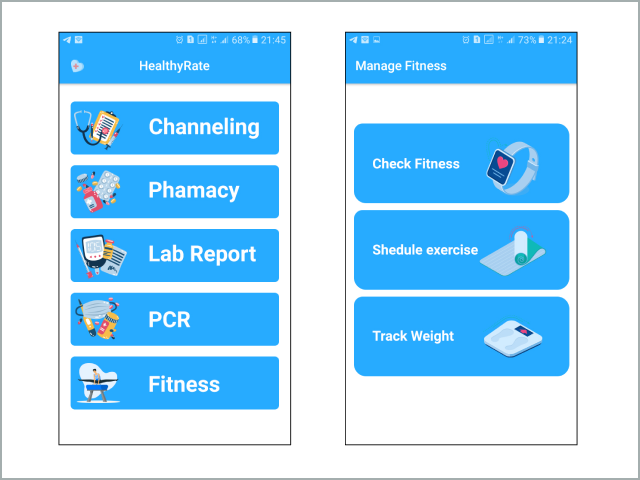 68% 21:45
HealthyRate
Channeling
Phamacy
Lab Report
PCR
Fitness
73% 21:24
Manage Fitness
Check Fitness
Shedule exercise
Track Weight